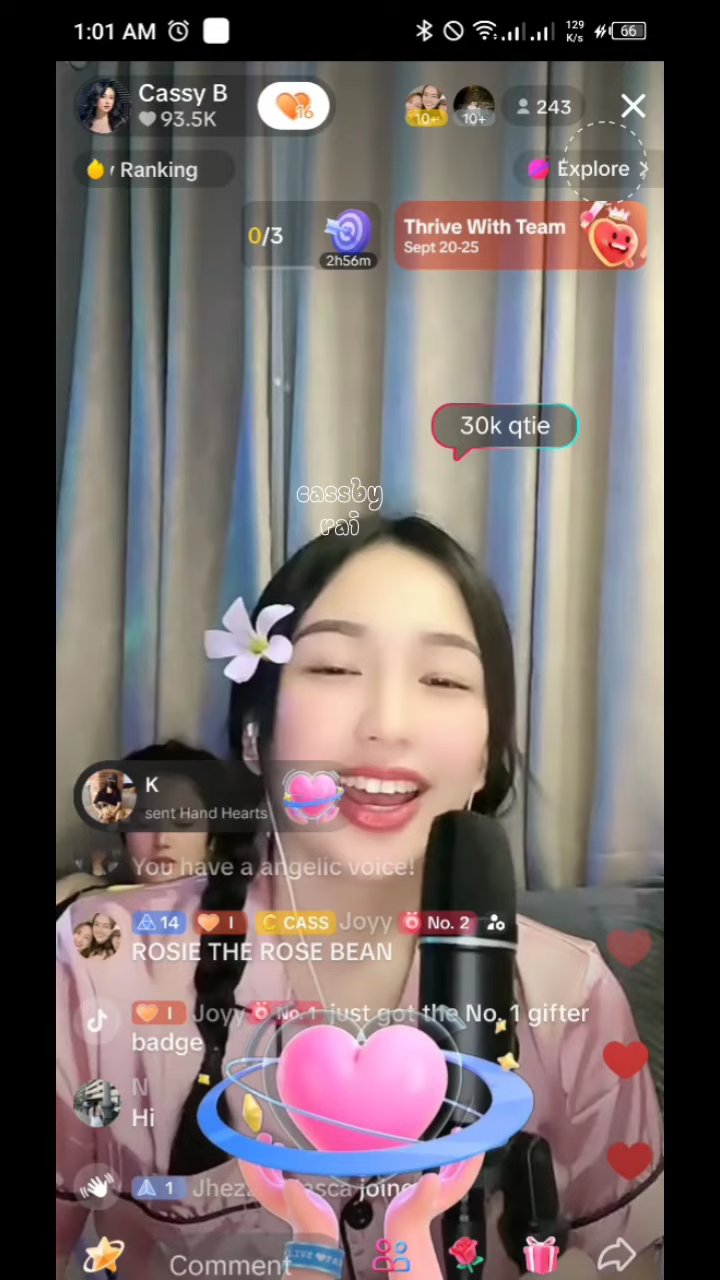 1:01 AM
129
K/s
66
Cassy B
93.5K
16
10+
10+
243
Ranking
Explore
0/3
2h56m
Thrive With Team
Sept 20-25
30k qtie
cassby
rai
K
sent Hand Hearts
You have a angelic voice!
14 I CASS Joyy No. 2
ROSIE THE ROSE BEAN
I Joyy No. 1 just got the No. 1 gifter
badge
N
Hi
1
Comment